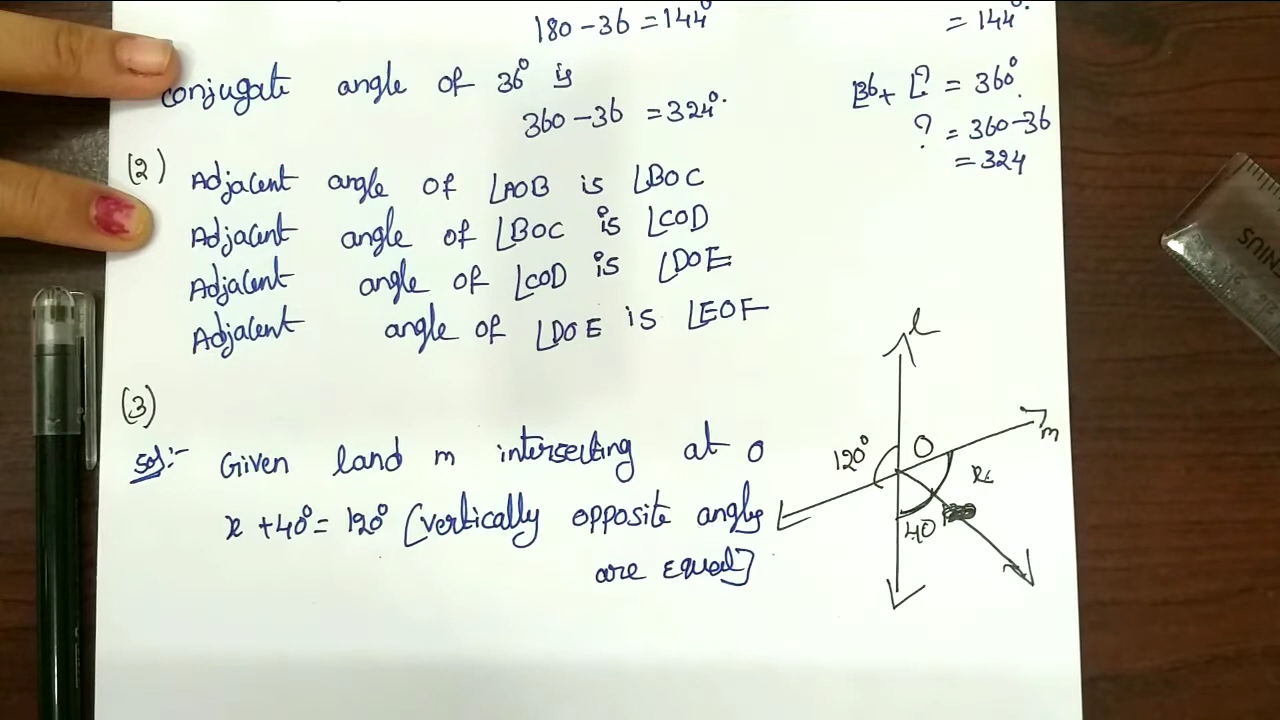 180 - 36 = 144°
= 144°.
Conjugate angle of 36° is
360 - 36 = 324°.
∠36 + ∠? = 360°.
? = 360-36
= 324
(2) Adjacent angle of ∠AOB is ∠BOC
Adjacent angle of ∠BOC is ∠COD
Adjacent angle of ∠COD is ∠DOE
Adjacent angle of ∠DOE is ∠EOF
(3)
Sol:- Given l and m intersecting at O
x + 40° = 120° [vertically opposite angles
are Equal]
l
m
120°
O
x
40